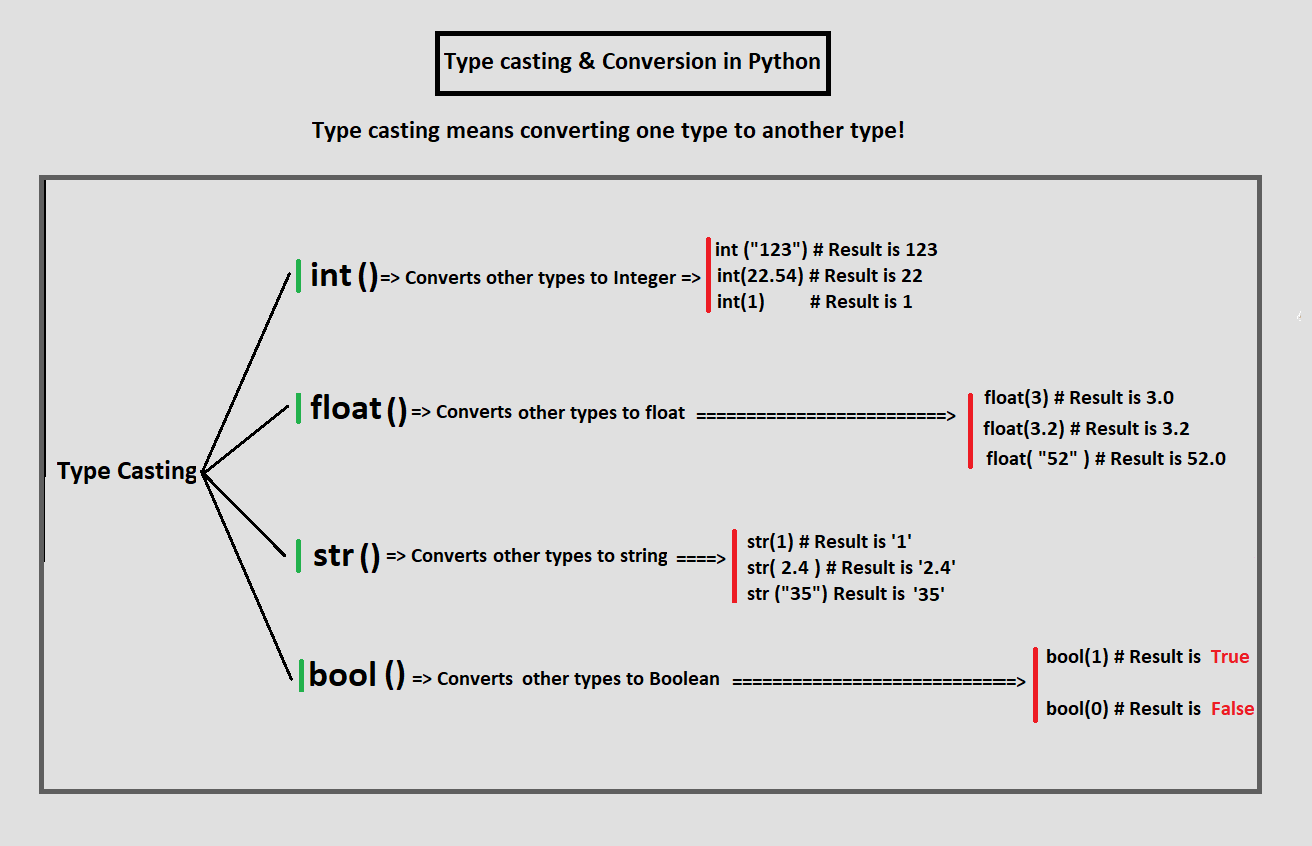 Type casting & Conversion in Python
Type casting means converting one type to another type!
Type Casting
int () => Converts other types to Integer =>
int ("123") # Result is 123
int(22.54) # Result is 22
int(1) # Result is 1
float () => Converts other types to float =========================>
float(3) # Result is 3.0
float(3.2) # Result is 3.2
float( "52" ) # Result is 52.0
str () => Converts other types to string ====>
str(1) # Result is '1'
str( 2.4 ) # Result is '2.4'
str ("35") Result is '35'
bool () => Converts other types to Boolean ============================>
bool(1) # Result is True
bool(0) # Result is False